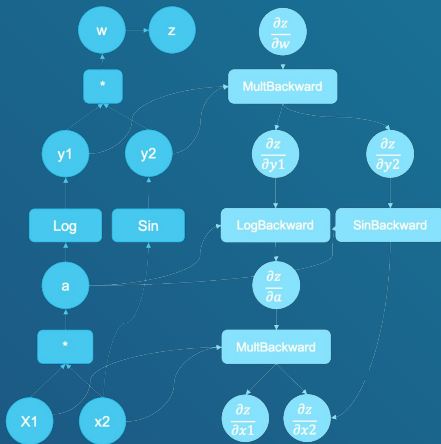 w
z
∂z
∂w
*
MultBackward
y1
y2
∂z
∂y1
∂z
∂y2
Log
Sin
LogBackward
SinBackward
a
∂z
∂a
*
MultBackward
X1
x2
∂z
∂x1
∂z
∂x2